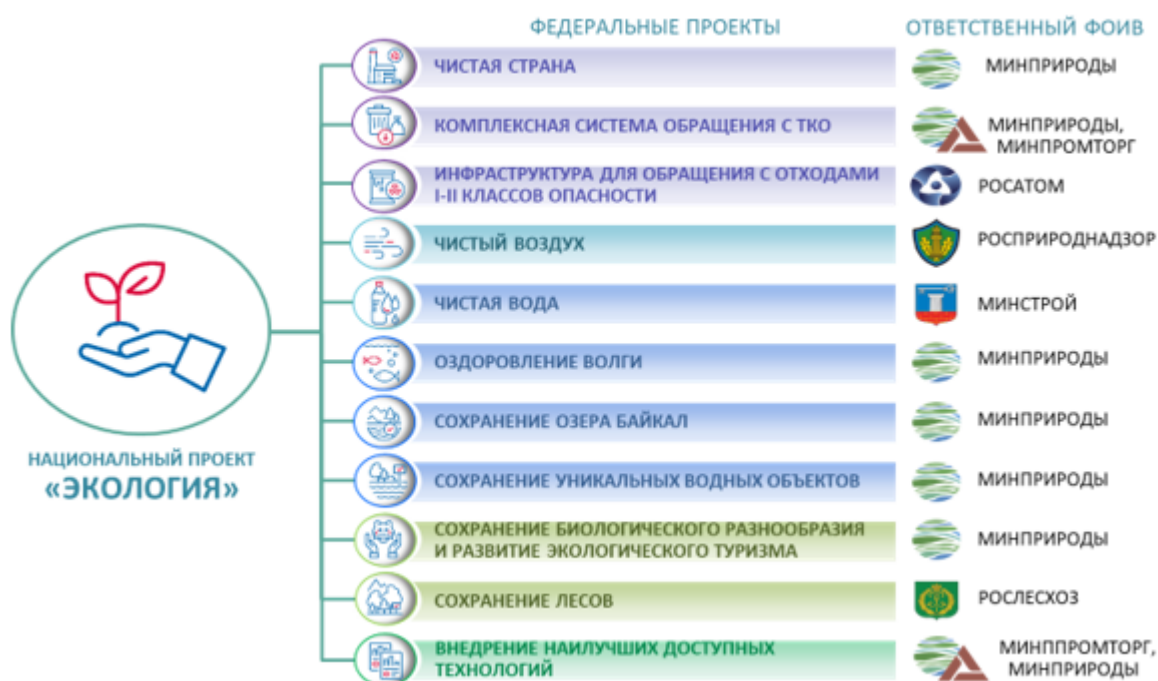 ФЕДЕРАЛЬНЫЕ ПРОЕКТЫ
ОТВЕТСТВЕННЫЙ ФОИВ
ЧИСТАЯ СТРАНА
МИНПРИРОДЫ
КОМПЛЕКСНАЯ СИСТЕМА ОБРАЩЕНИЯ С ТКО
МИНПРИРОДЫ,
МИНПРОМТОРГ
ИНФРАСТРУКТУРА ДЛЯ ОБРАЩЕНИЯ С ОТХОДАМИ
I-II КЛАССОВ ОПАСНОСТИ
РОСАТОМ
ЧИСТЫЙ ВОЗДУХ
РОСПРИРОДНАДЗОР
ЧИСТАЯ ВОДА
МИНСТРОЙ
ОЗДОРОВЛЕНИЕ ВОЛГИ
МИНПРИРОДЫ
СОХРАНЕНИЕ ОЗЕРА БАЙКАЛ
МИНПРИРОДЫ
СОХРАНЕНИЕ УНИКАЛЬНЫХ ВОДНЫХ ОБЪЕКТОВ
МИНПРИРОДЫ
СОХРАНЕНИЕ БИОЛОГИЧЕСКОГО РАЗНООБРАЗИЯ
И РАЗВИТИЕ ЭКОЛОГИЧЕСКОГО ТУРИЗМА
МИНПРИРОДЫ
СОХРАНЕНИЕ ЛЕСОВ
РОСЛЕСХОЗ
ВНЕДРЕНИЕ НАИЛУЧШИХ ДОСТУПНЫХ
ТЕХНОЛОГИЙ
МИНППРОМТОРГ,
МИНПРИРОДЫ
НАЦИОНАЛЬНЫЙ ПРОЕКТ
«ЭКОЛОГИЯ»